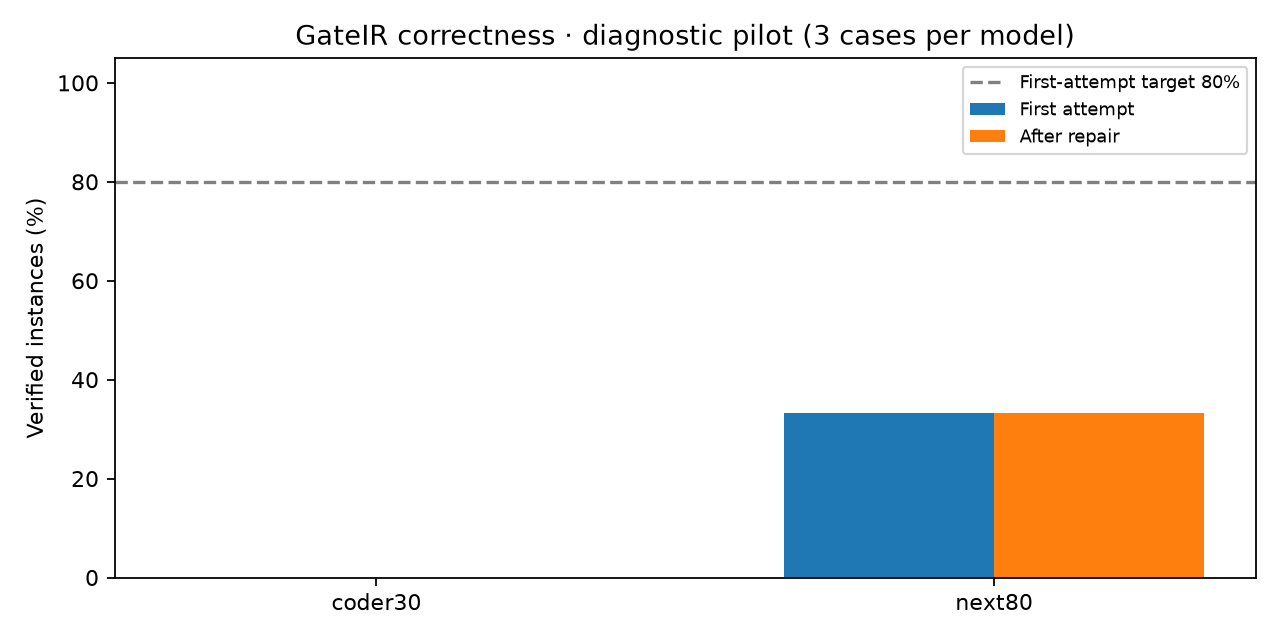 GateIR correctness · diagnostic pilot (3 cases per model)
First-attempt target 80%
First attempt
After repair
Verified instances (%)
100
80
60
40
20
0
coder30
next80